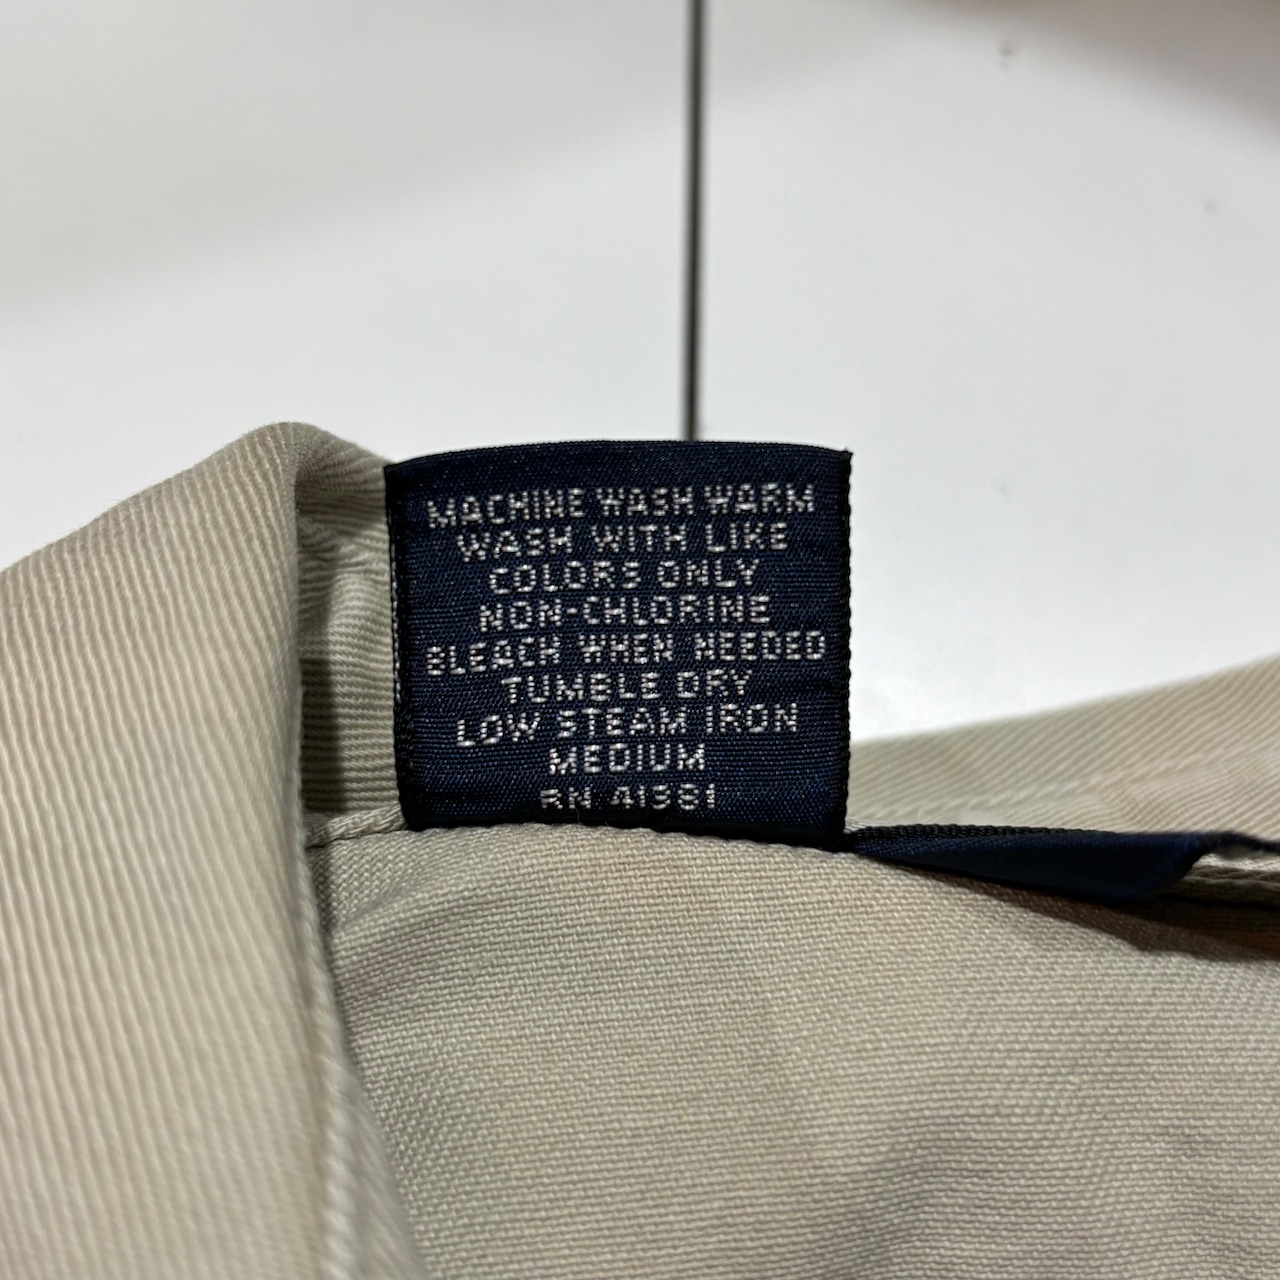 MACHINE WASH WARM
WASH WITH LIKE
COLORS ONLY
NON-CHLORINE
BLEACH WHEN NEEDED
TUMBLE DRY
LOW STEAM IRON
MEDIUM
RN 41381